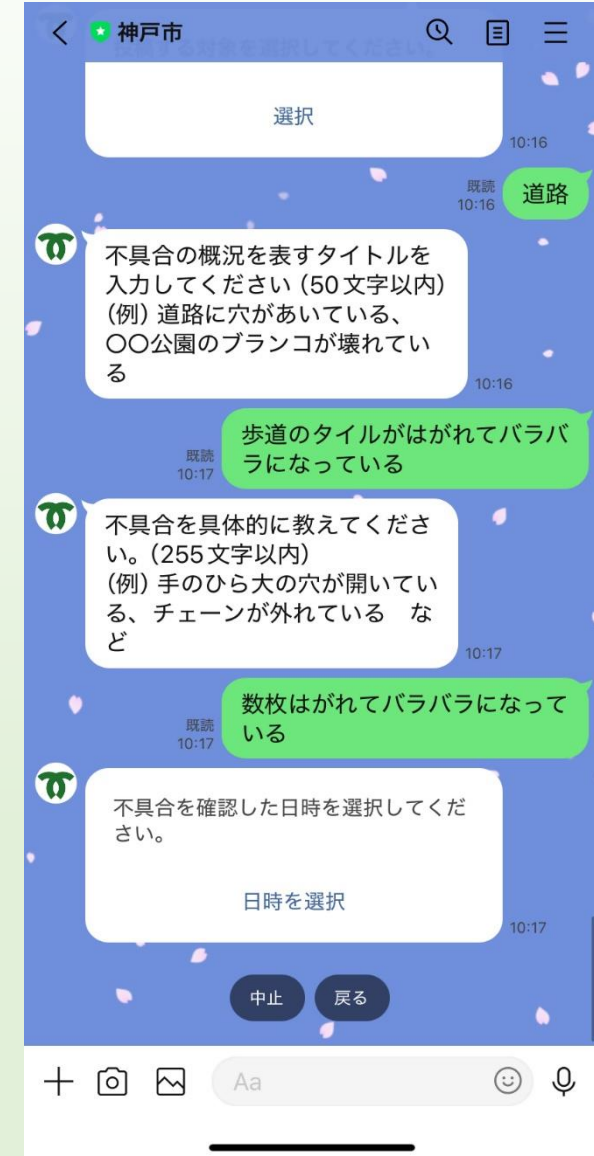 神戸市
選択
10:16
既読
10:16
道路
不具合の概況を表すタイトルを
入力してください（50文字以内）
（例）道路に穴があいている、
〇〇公園のブランコが壊れてい
る
10:16
歩道のタイルがはがれてバラバ
ラになっている
既読
10:17
不具合を具体的に教えてくださ
い。（255文字以内）
（例）手のひら大の穴が開いてい
る、チェーンが外れている　な
ど
10:17
数枚はがれてバラバラになって
いる
既読
10:17
不具合を確認した日時を選択してくだ
さい。
日時を選択
10:17
中止
戻る
Aa